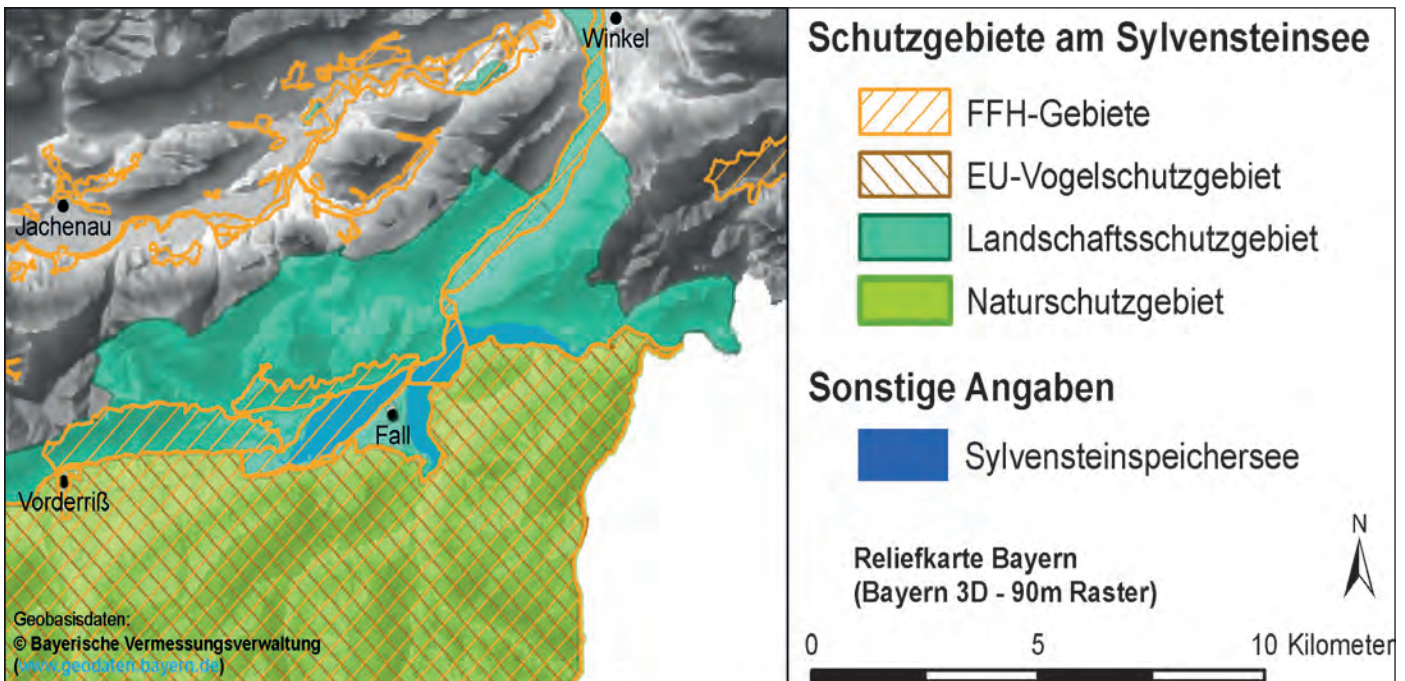 Winkel
Jachenau
Fall
Vorderriß
Geobasisdaten:
© Bayerische Vermessungsverwaltung
(www.geodaten.bayern.de)
Schutzgebiete am Sylvensteinsee
FFH-Gebiete
EU-Vogelschutzgebiet
Landschaftsschutzgebiet
Naturschutzgebiet
Sonstige Angaben
Sylvensteinspeichersee
Reliefkarte Bayern
(Bayern 3D - 90m Raster)
N
0 5 10 Kilometer